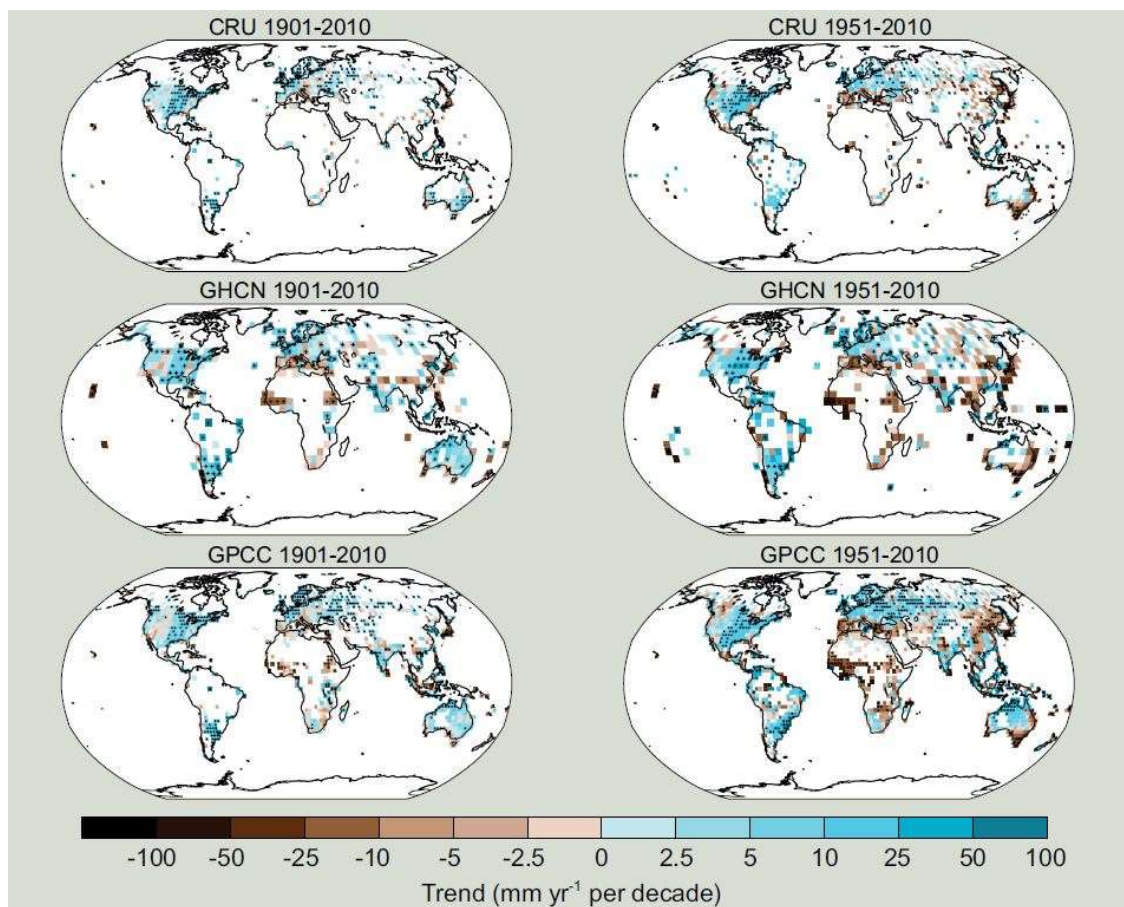 CRU 1901-2010
CRU 1951-2010
GHCN 1901-2010
GHCN 1951-2010
GPCC 1901-2010
GPCC 1951-2010
-100 -50 -25 -10 -5 -2.5 0 2.5 5 10 25 50 100
Trend (mm yr⁻¹ per decade)